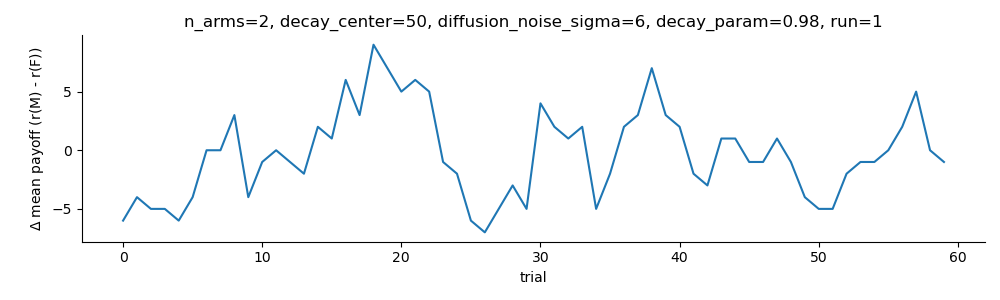 n_arms=2, decay_center=50, diffusion_noise_sigma=6, decay_param=0.98, run=1
Δ mean payoff (r(M) - r(F))
5
0
−5
0 10 20 30 40 50 60
trial